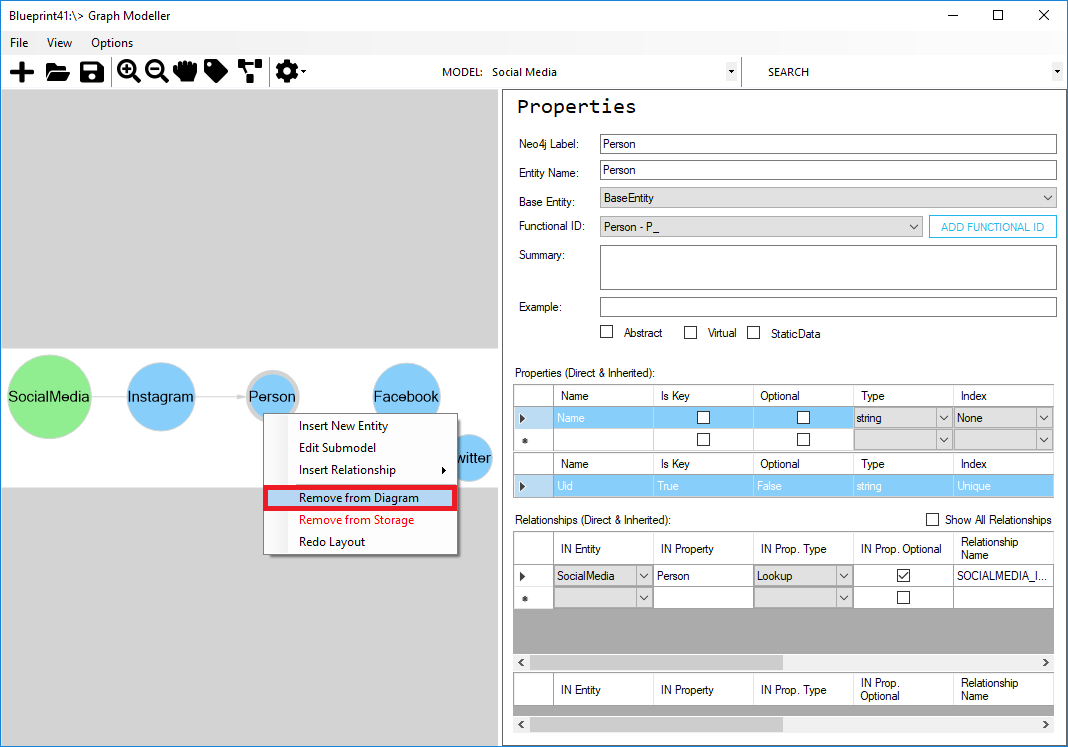 Blueprint41:\> Graph Modeller
File View Options
MODEL: Social Media SEARCH
Properties
Neo4j Label: Person
Entity Name: Person
Base Entity: BaseEntity
Functional ID: Person - P_ ADD FUNCTIONAL ID
Summary:
Example:
Abstract Virtual StaticData
SocialMedia Instagram Person Facebook
witter
Insert New Entity
Edit Submodel
Insert Relationship
Remove from Diagram
Remove from Storage
Redo Layout
Properties (Direct & Inherited):
Name Is Key Optional Type Index
Name string None
Name Is Key Optional Type Index
Uid True False string Unique
Relationships (Direct & Inherited): Show All Relationships
IN Entity IN Property IN Prop. Type IN Prop. Optional Relationship
Name
SocialMedia Person Lookup SOCIALMEDIA_I...
IN Entity IN Property IN Prop. Type IN Prop. Relationship
Optional Name